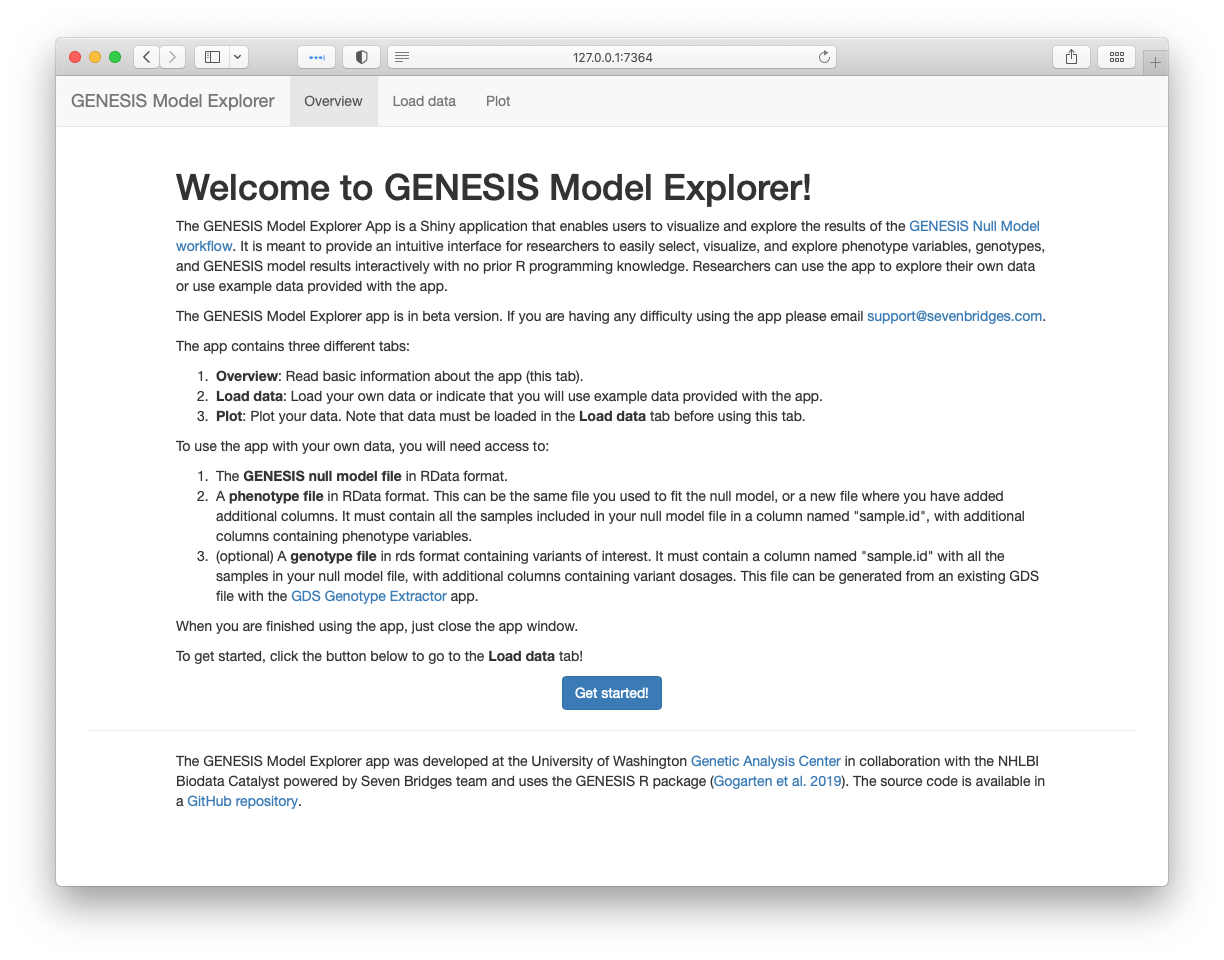 127.0.0.1:7364
GENESIS Model Explorer
Overview
Load data
Plot
Welcome to GENESIS Model Explorer!
The GENESIS Model Explorer App is a Shiny application that enables users to visualize and explore the results of the GENESIS Null Model
workflow. It is meant to provide an intuitive interface for researchers to easily select, visualize, and explore phenotype variables, genotypes,
and GENESIS model results interactively with no prior R programming knowledge. Researchers can use the app to explore their own data
or use example data provided with the app.
The GENESIS Model Explorer app is in beta version. If you are having any difficulty using the app please email support@sevenbridges.com.
The app contains three different tabs:
1. Overview: Read basic information about the app (this tab).
2. Load data: Load your own data or indicate that you will use example data provided with the app.
3. Plot: Plot your data. Note that data must be loaded in the Load data tab before using this tab.
To use the app with your own data, you will need access to:
1. The GENESIS null model file in RData format.
2. A phenotype file in RData format. This can be the same file you used to fit the null model, or a new file where you have added
additional columns. It must contain all the samples included in your null model file in a column named "sample.id", with additional
columns containing phenotype variables.
3. (optional) A genotype file in rds format containing variants of interest. It must contain a column named "sample.id" with all the
samples in your null model file, with additional columns containing variant dosages. This file can be generated from an existing GDS
file with the GDS Genotype Extractor app.
When you are finished using the app, just close the app window.
To get started, click the button below to go to the Load data tab!
Get started!
The GENESIS Model Explorer app was developed at the University of Washington Genetic Analysis Center in collaboration with the NHLBI
Biodata Catalyst powered by Seven Bridges team and uses the GENESIS R package (Gogarten et al. 2019). The source code is available in
a GitHub repository.